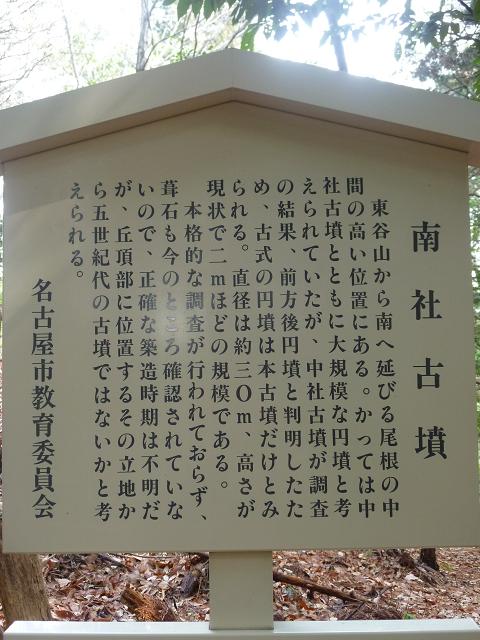 南社古墳
東谷山から南へ延びる尾根の中
間の高い位置にある。かっては中
社古墳とともに大規模な円墳と考
えられていたが、中社古墳が調査
の結果、前方後円墳と判明したた
め、古式の円墳は本古墳だけとみ
られる。直径は約三〇m、高さが
現状で二mほどの規模である。
本格的な調査が行われておらず、
葺石も今のところ確認されていな
いので、正確な築造時期は不明だ
が、丘頂部に位置するその立地か
ら五世紀代の古墳ではないかと考
えられる。
名古屋市教育委員会